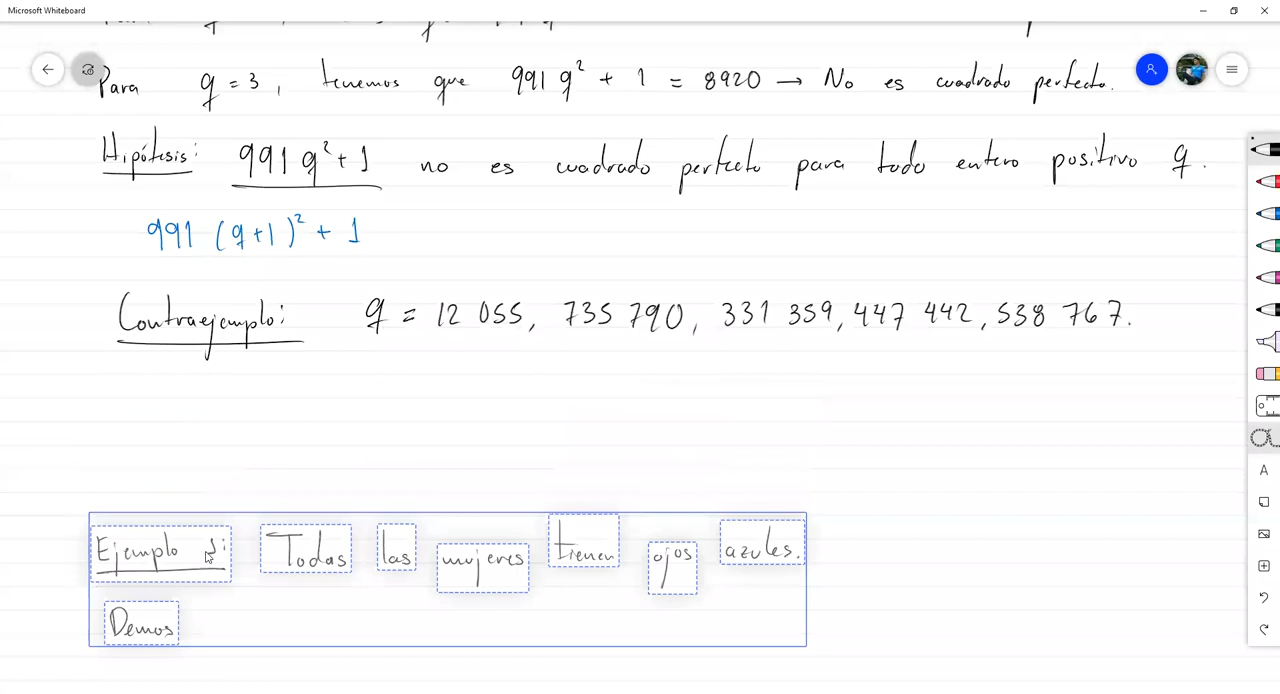 Microsoft Whiteboard
Para q = 3, tenemos que 991 q² + 1 = 8920 → No es cuadrado perfecto.
Hipótesis: 991 q² + 1 no es cuadrado perfecto para todo entero positivo q.
991 (q+1)² + 1
Contraejemplo: q = 12 055, 735 790, 331 359, 447 442, 538 767.
Ejemplo 3: Todas las mujeres tienen ojos azules.
Demos
A